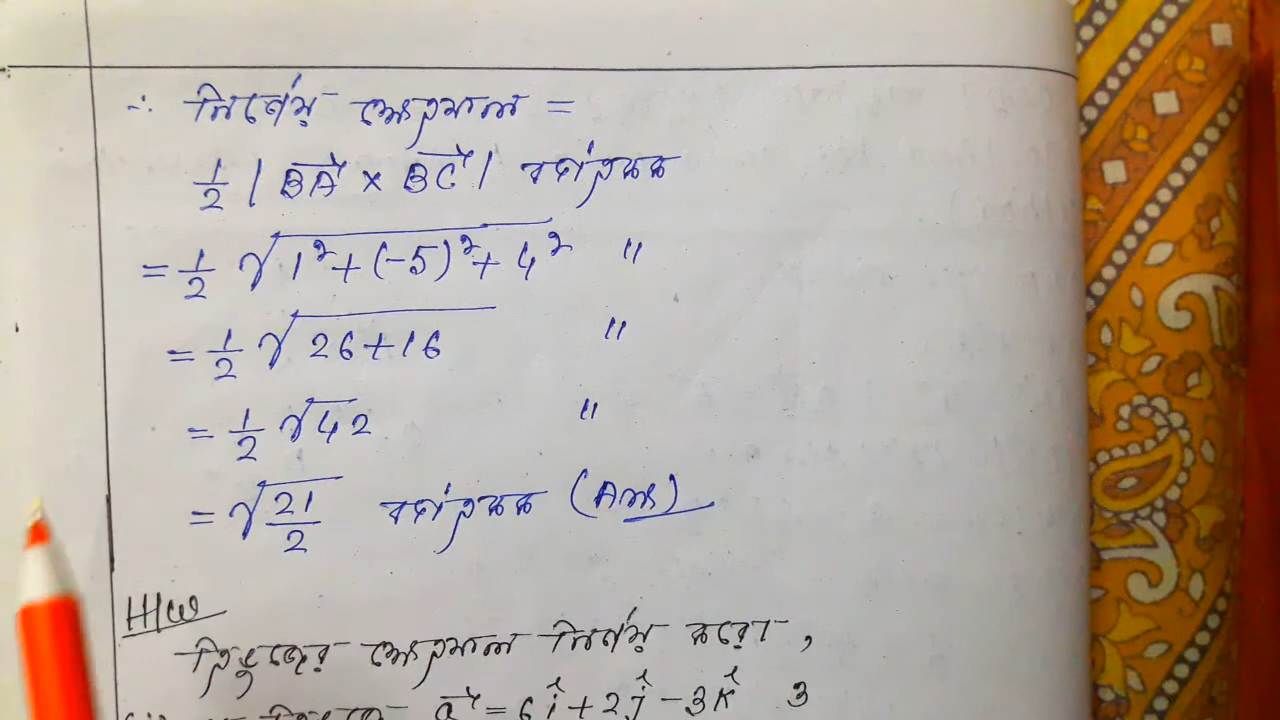 ∴ নির্ণেয় ক্ষেত্রফল =
1/2 | BA⃗ × BC⃗ | বর্গএকক
= 1/2 √(1² + (-5)² + 4²) "
= 1/2 √(26+16) "
= 1/2 √42 "
= √(21/2) বর্গএকক (Ans)
H/W
ত্রিভুজের ক্ষেত্রফল নির্ণয় করো,
a⃗ = 6î + 2ĵ - 3k̂ 3